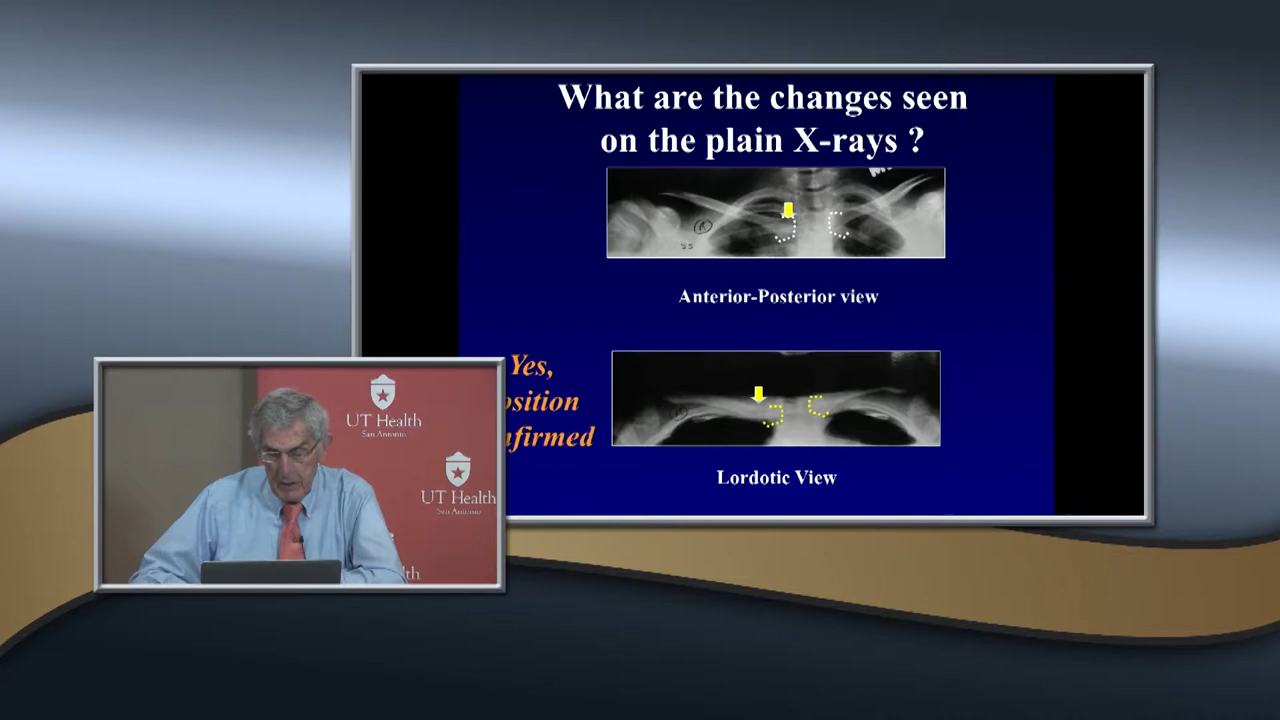 What are the changes seen
on the plain X-rays ?
Anterior-Posterior view
Yes,
osition
nfirmed
Lordotic View
UT Health
San Antonio
UT Health
San Antonio
th